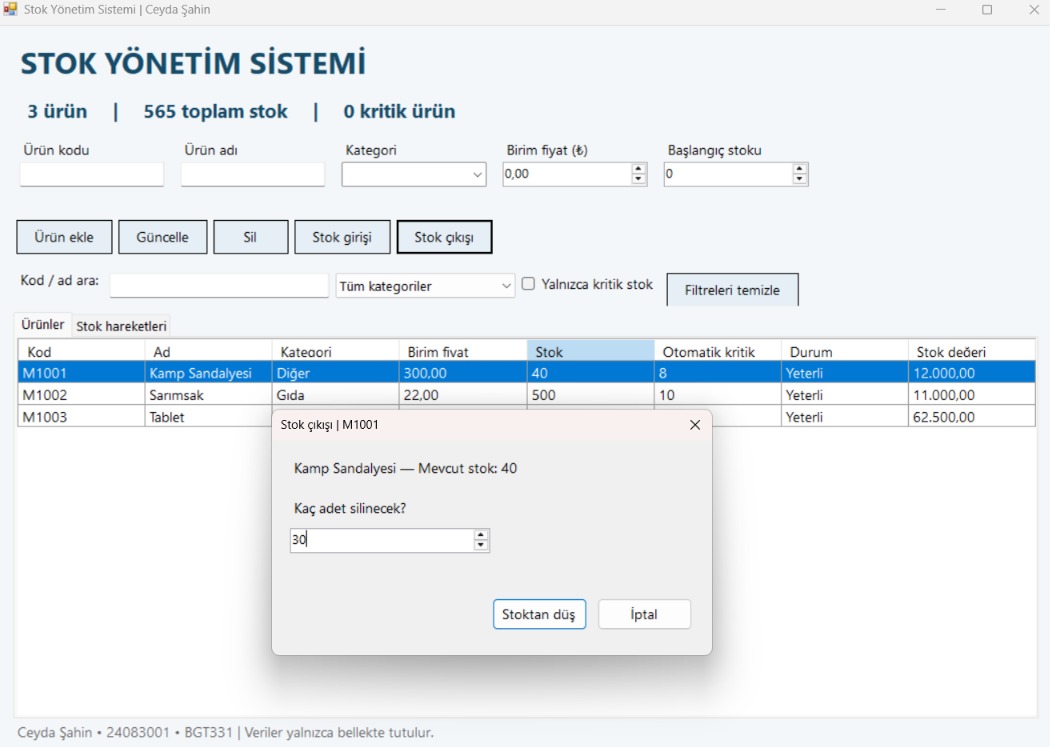 Stok Yönetim Sistemi | Ceyda Şahin
STOK YÖNETİM SİSTEMİ
3 ürün | 565 toplam stok | 0 kritik ürün
Ürün kodu Ürün adı Kategori Birim fiyat (₺) Başlangıç stoku
0,00 0
Ürün ekle Güncelle Sil Stok girişi Stok çıkışı
Kod / ad ara: Tüm kategoriler Yalnızca kritik stok Filtreleri temizle
Ürünler Stok hareketleri
Kod Ad Kategori Birim fiyat Stok Otomatik kritik Durum Stok değeri
M1001 Kamp Sandalyesi Diğer 300,00 40 8 Yeterli 12.000,00
M1002 Sarımsak Gıda 22,00 500 10 Yeterli 11.000,00
M1003 Tablet Yeterli 62.500,00
Stok çıkışı | M1001
Kamp Sandalyesi — Mevcut stok: 40
Kaç adet silinecek?
30
Stoktan düş İptal
Ceyda Şahin • 24083001 • BGT331 | Veriler yalnızca bellekte tutulur.